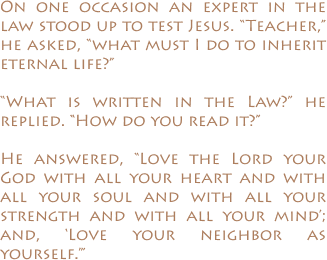 On one occasion an expert in the
law stood up to test Jesus. “Teacher,”
he asked, “what must I do to inherit
eternal life?”
“What is written in the Law?” he
replied. “How do you read it?”
He answered, “Love the Lord your
God with all your heart and with
all your soul and with all your
strength and with all your mind’;
and, ‘Love your neighbor as
yourself.’”